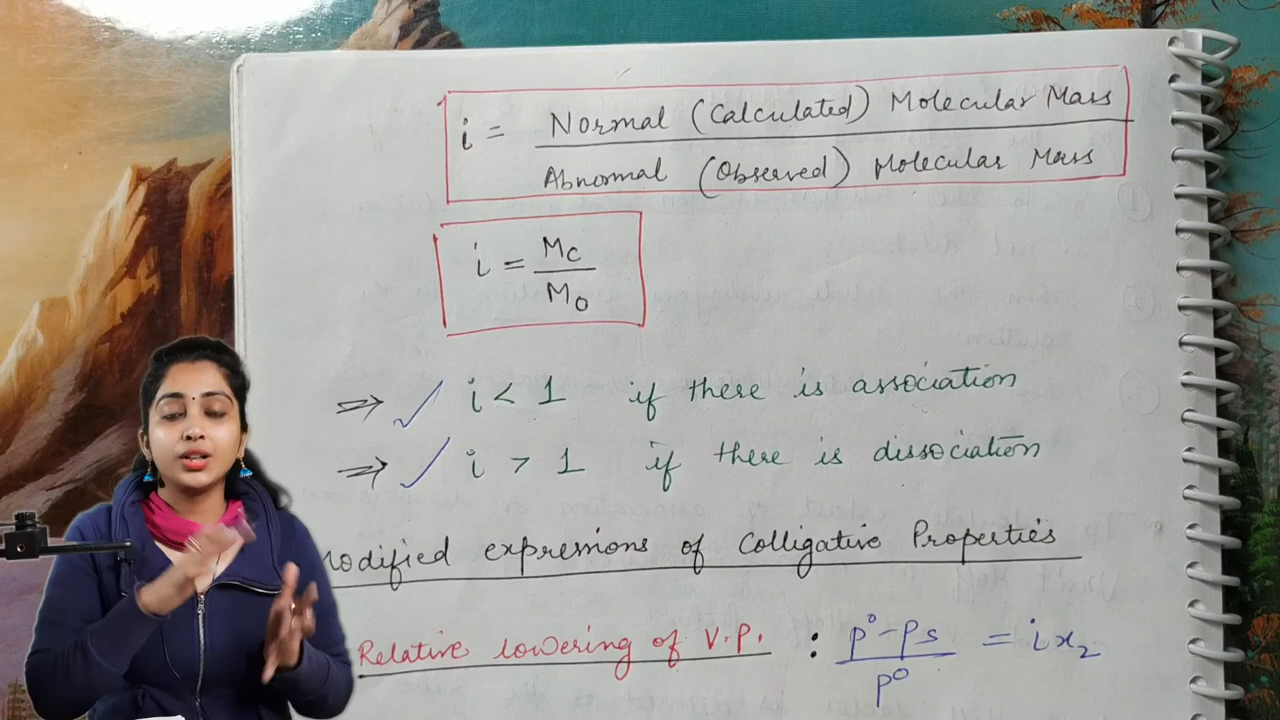 i = Normal (Calculated) Molecular Mass
Abnormal (Observed) Molecular Mass
i = Mc
Mo
⇒ ✓ i < 1 if there is association
⇒ ✓ i > 1 if there is dissociation
modified expressions of Colligative Properties
Relative lowering of V.P. : p° - ps = i x₂
p°